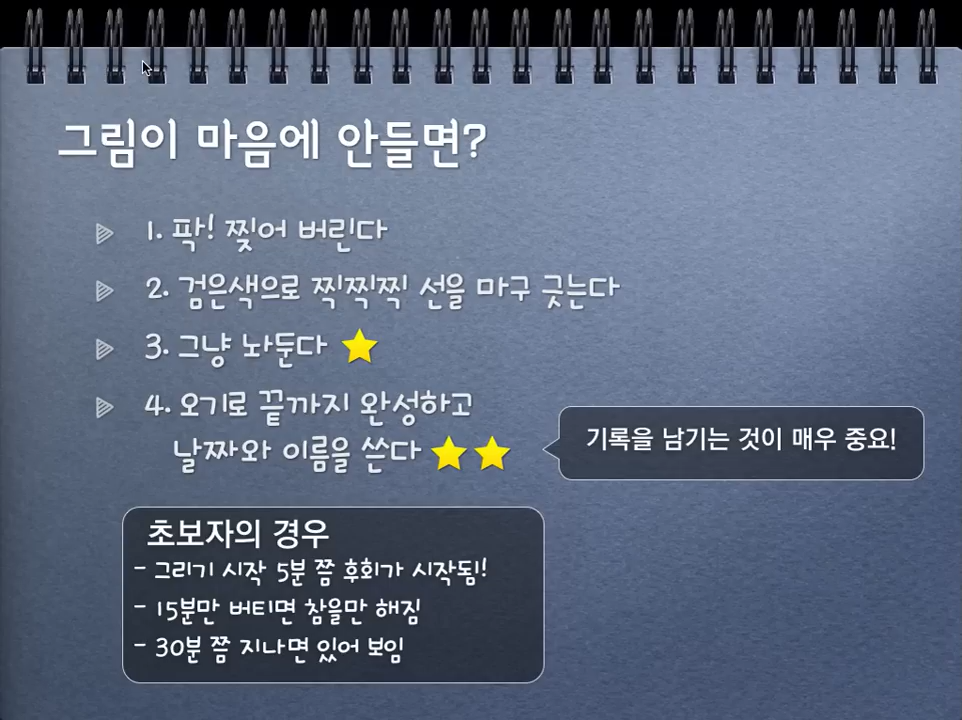 그림이 마음에 안들면?
1. 팍! 찢어 버린다
2. 검은색으로 찍찍찍 선을 마구 긋는다
3. 그냥 놔둔다
4. 오기로 끝까지 완성하고
날짜와 이름을 쓴다
기록을 남기는 것이 매우 중요!
초보자의 경우
- 그리기 시작 5분 쯤 후회가 시작됨!
- 15분만 버티면 참을만 해짐
- 30분 쯤 지나면 있어 보임